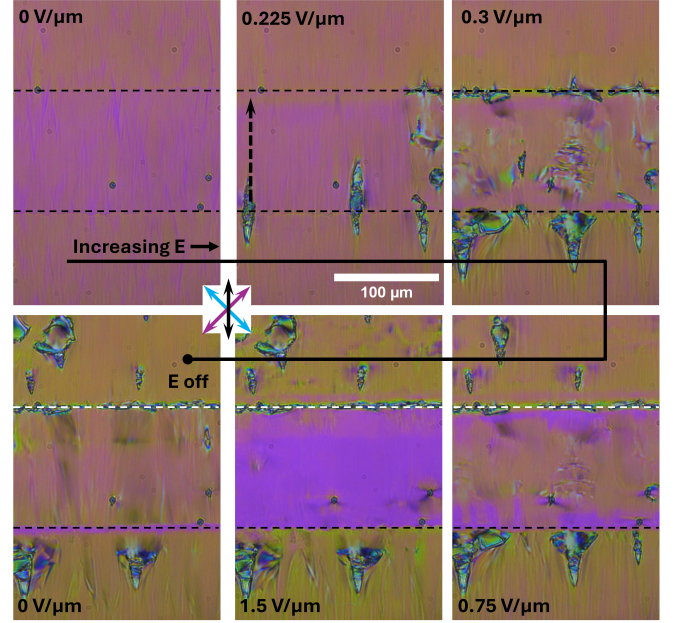 0 V/µm
0.225 V/µm
0.3 V/µm
Increasing E
100 µm
E off
0 V/µm
1.5 V/µm
0.75 V/µm